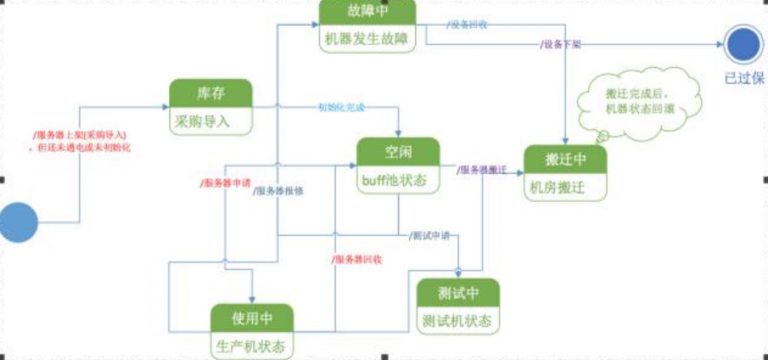 故障中
机器发生故障
/设备回收
/设备下架
已过保
库存
采购导入
初始化完成
搬迁完成后，
机器状态回滚
/服务器上架(采购导入)
，但还未通电或未初始化
空闲
buff池状态
/服务器搬迁
搬迁中
机房搬迁
/服务器申请
/服务器报修
/测试申请
/服务器回收
测试中
测试机状态
使用中
生产机状态